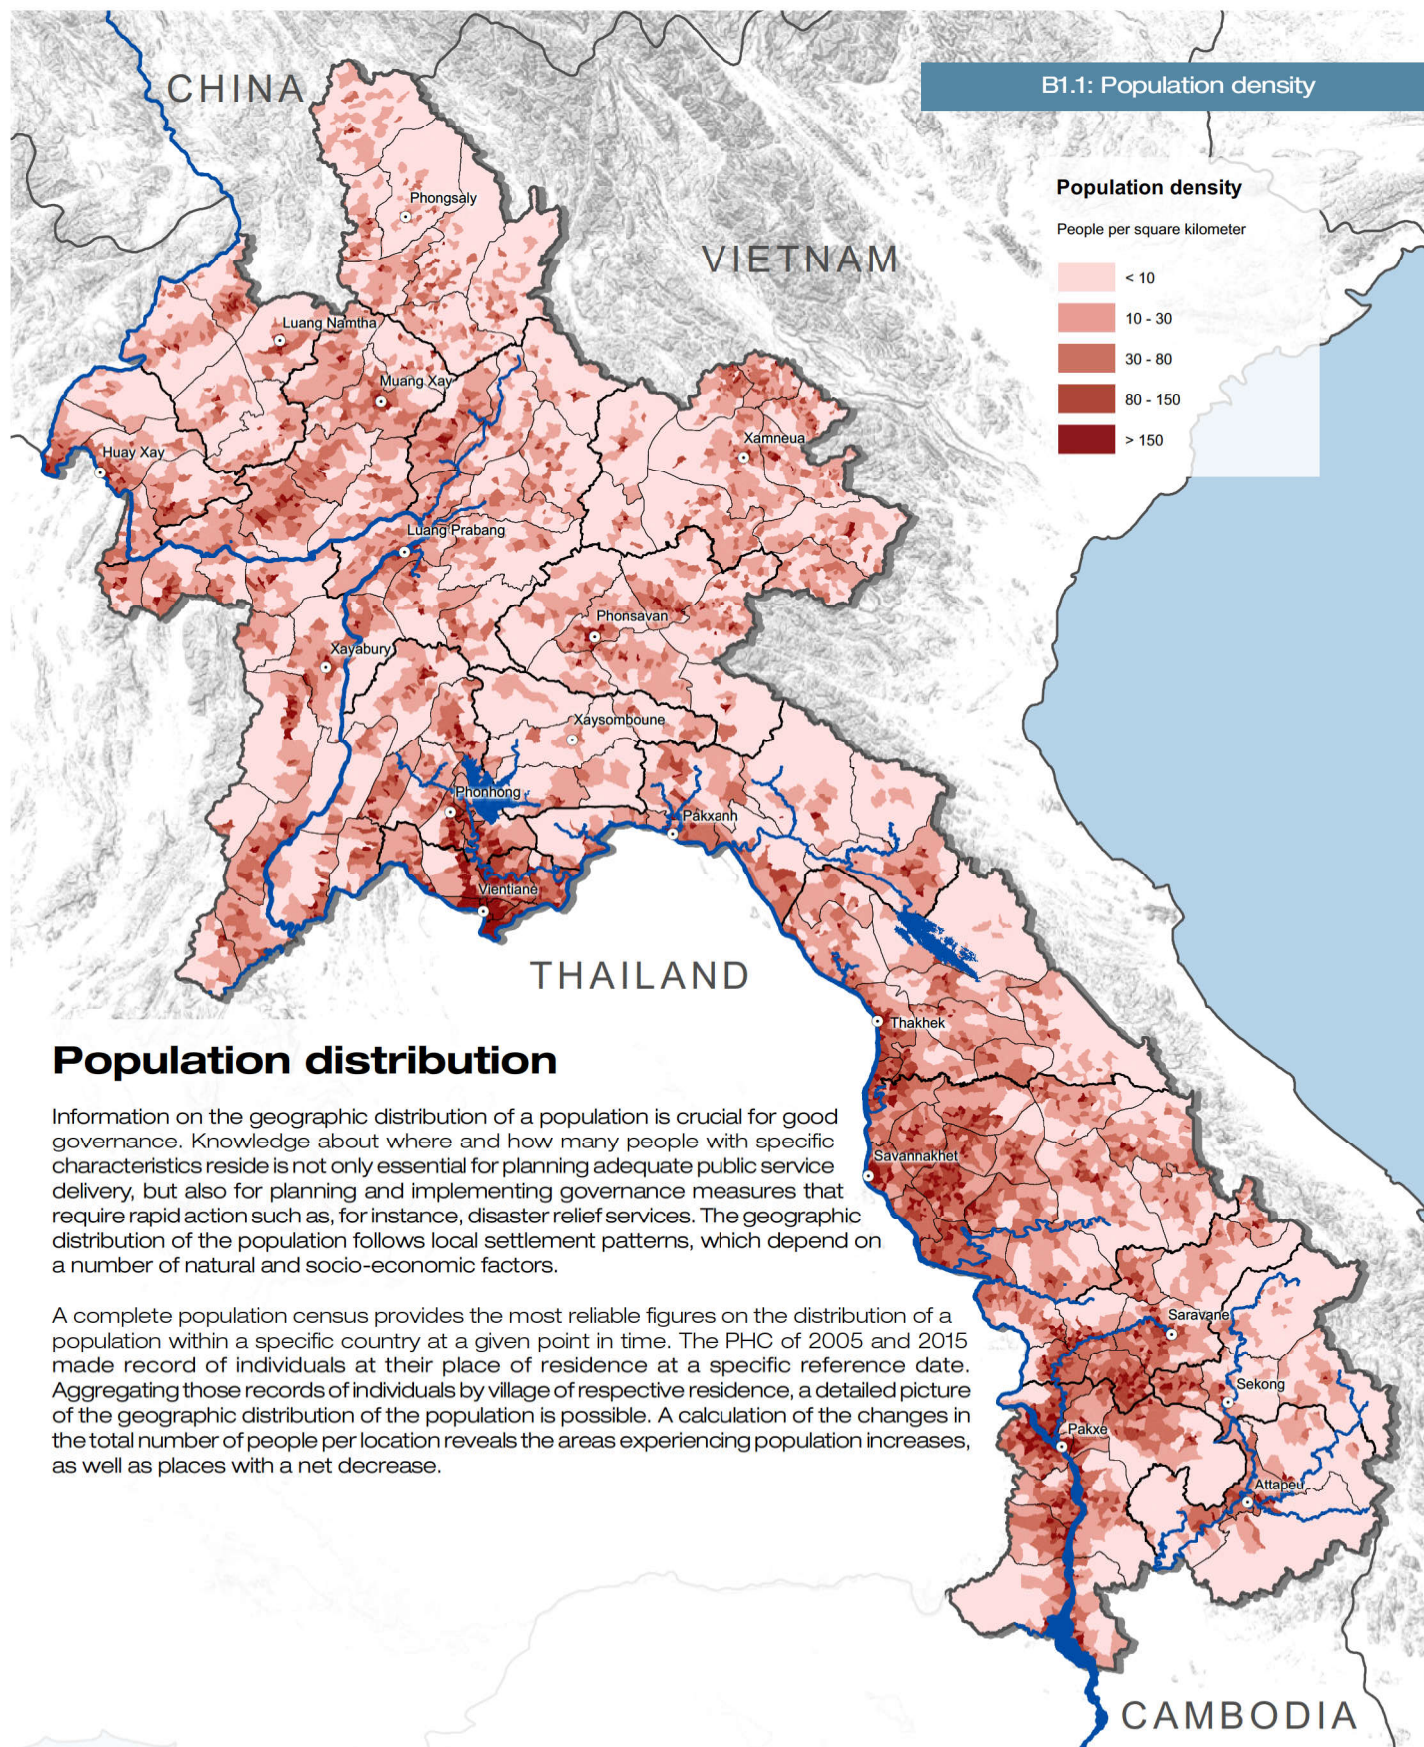 CHINA
B1.1: Population density
Population density
People per square kilometer
< 10
10 - 30
30 - 80
80 - 150
> 150
VIETNAM
Phongsaly
Luang Namtha
Muang Xay
Xamneua
Huay Xay
Luang Prabang
Phonsavan
Xayabury
Xaysomboune
Phonhong
Pakxanh
Vientiane
THAILAND
Thakhek
Savannakhet
Saravane
Sekong
Pakxe
Attapeu
CAMBODIA
Population distribution
Information on the geographic distribution of a population is crucial for good
governance. Knowledge about where and how many people with specific
characteristics reside is not only essential for planning adequate public service
delivery, but also for planning and implementing governance measures that
require rapid action such as, for instance, disaster relief services. The geographic
distribution of the population follows local settlement patterns, which depend on
a number of natural and socio-economic factors.
A complete population census provides the most reliable figures on the distribution of a
population within a specific country at a given point in time. The PHC of 2005 and 2015
made record of individuals at their place of residence at a specific reference date.
Aggregating those records of individuals by village of respective residence, a detailed picture
of the geographic distribution of the population is possible. A calculation of the changes in
the total number of people per location reveals the areas experiencing population increases,
as well as places with a net decrease.